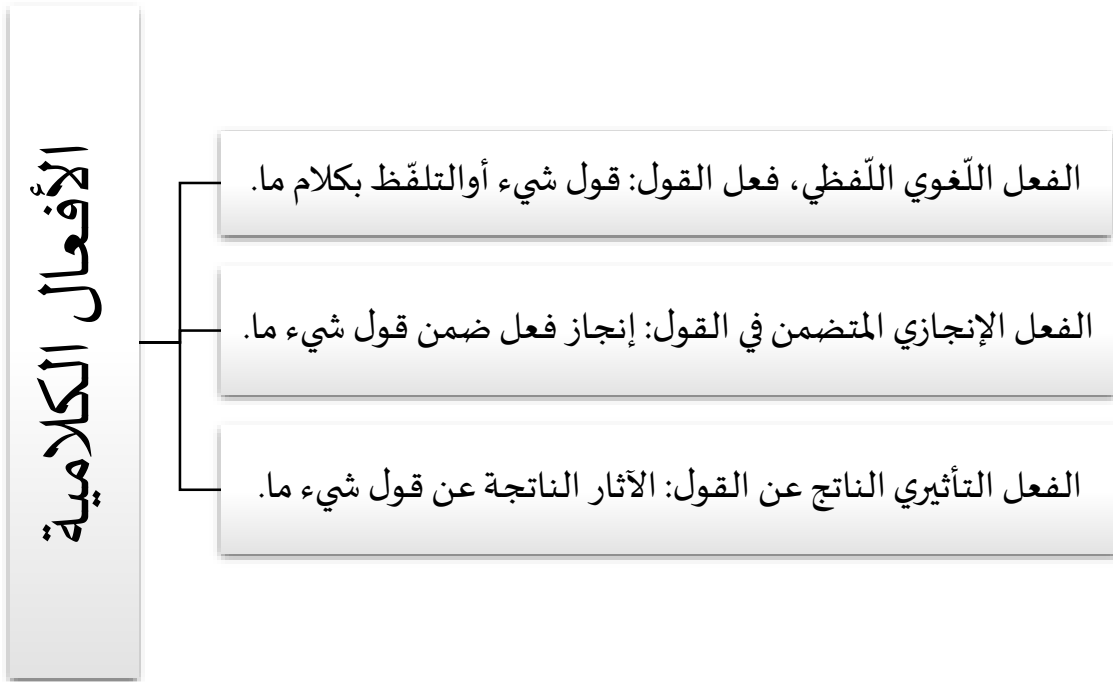 الأفعال الكلامية
الفعل اللّغوي اللّفظي، فعل القول: قول شيء أوالتلفّظ بكلام ما.
الفعل الإنجازي المتضمن في القول: إنجاز فعل ضمن قول شيء ما.
الفعل التأثيري الناتج عن القول: الآثار الناتجة عن قول شيء ما.